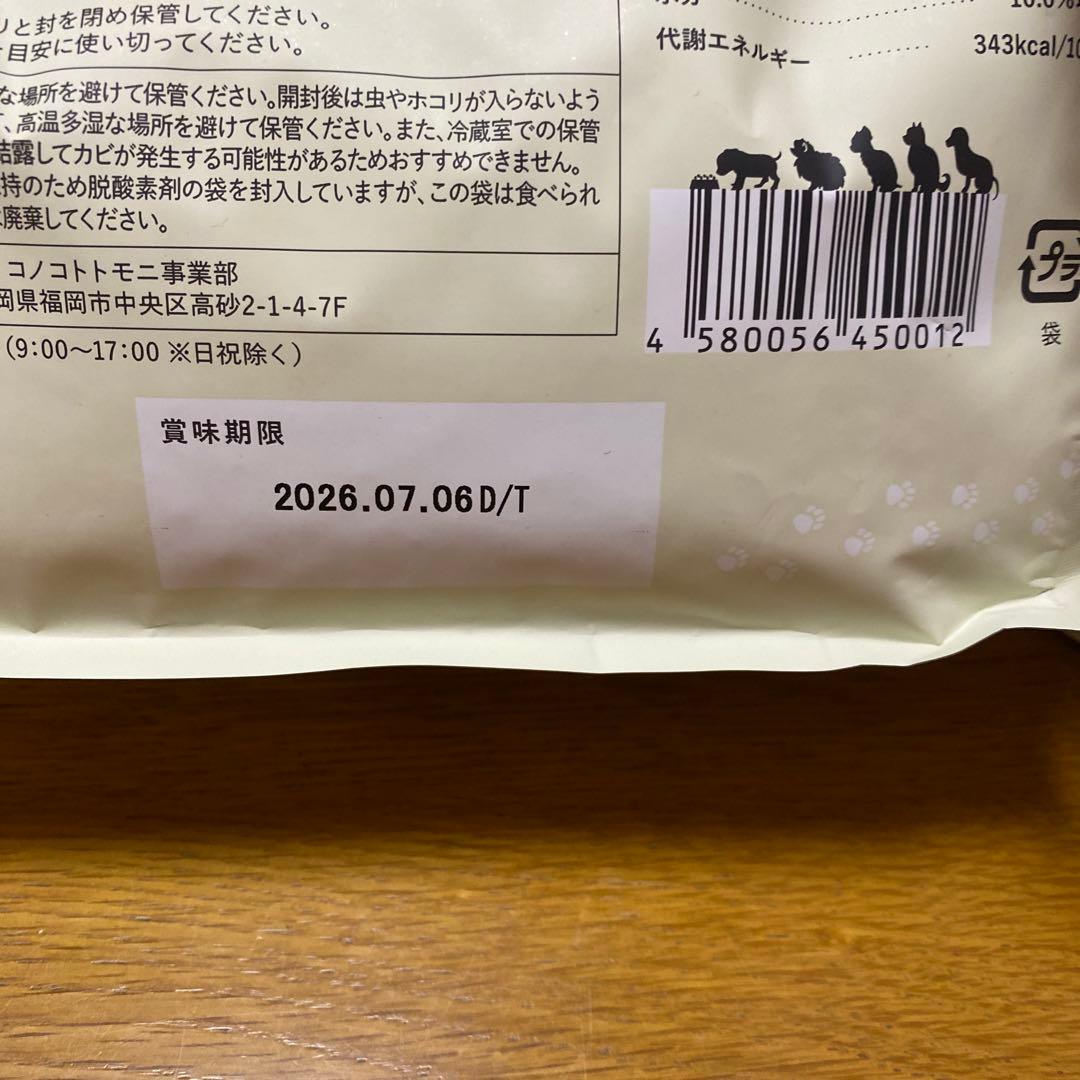 りと封を閉め保管してください。
目安に使い切ってください。
な場所を避けて保管ください。開封後は虫やホコリが入らないよう
、高温多湿な場所を避けて保管ください。また、冷蔵室での保管
結露してカビが発生する可能性があるためおすすめできません。
持のため脱酸素剤の袋を封入していますが、この袋は食べられ
廃棄してください。
コノコトトモニ事業部
岡県福岡市中央区高砂2-1-4-7F
(9:00〜17:00 ※日祝除く)
代謝エネルギー ........ 343kcal/10
4 580056 450012
プラ
袋
賞味期限
2026.07.06D/T